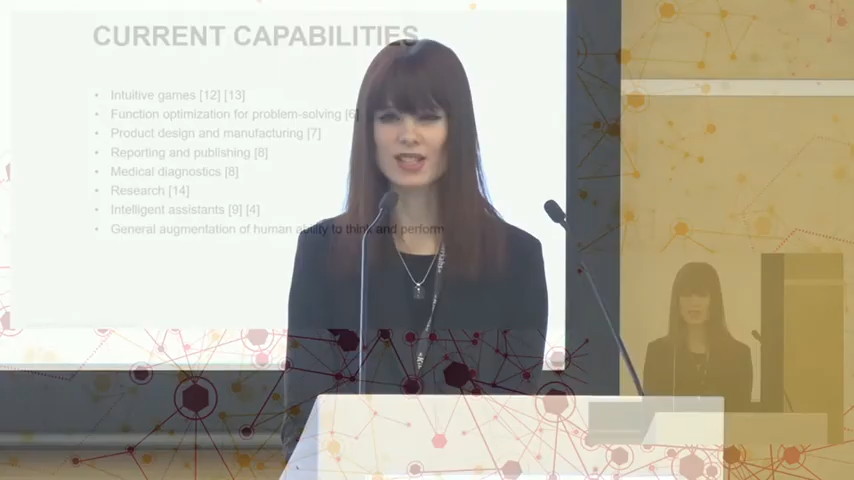 CURRENT CAPABILITIES
• Intuitive games [12] [13]
• Function optimization for problem-solving [6]
• Product design and manufacturing [7]
• Reporting and publishing [8]
• Medical diagnostics [8]
• Research [14]
• Intelligent assistants [9] [4]
• General augmentation of human ability to think and perform